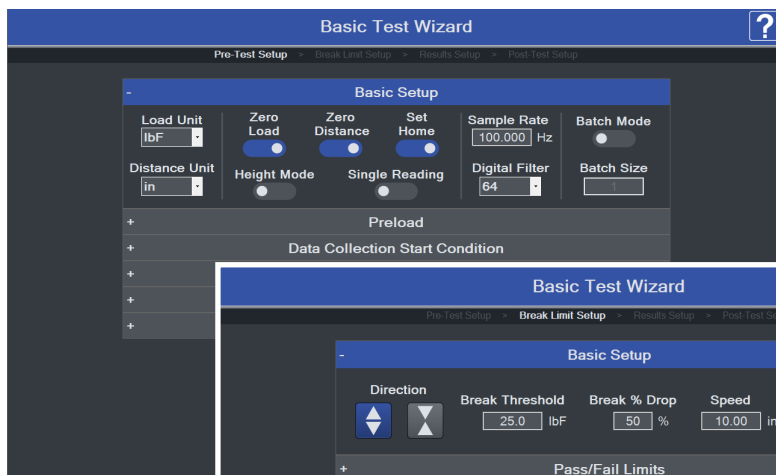 Basic Test Wizard
?
Pre-Test Setup > Break Limit Setup > Results Setup > Post-Test Setup
- Basic Setup
Load Unit
lbF
Zero Load
Zero Distance
Set Home
Sample Rate
100.000 Hz
Batch Mode
Distance Unit
in
Height Mode
Single Reading
Digital Filter
64
Batch Size
1
+ Preload
+ Data Collection Start Condition
+
+
+
Basic Test Wizard
Pre-Test Setup > Break Limit Setup > Results Setup > Post-Test Se
- Basic Setup
Direction
Break Threshold
25.0 lbF
Break % Drop
50 %
Speed
10.00 in
+ Pass/Fail Limits